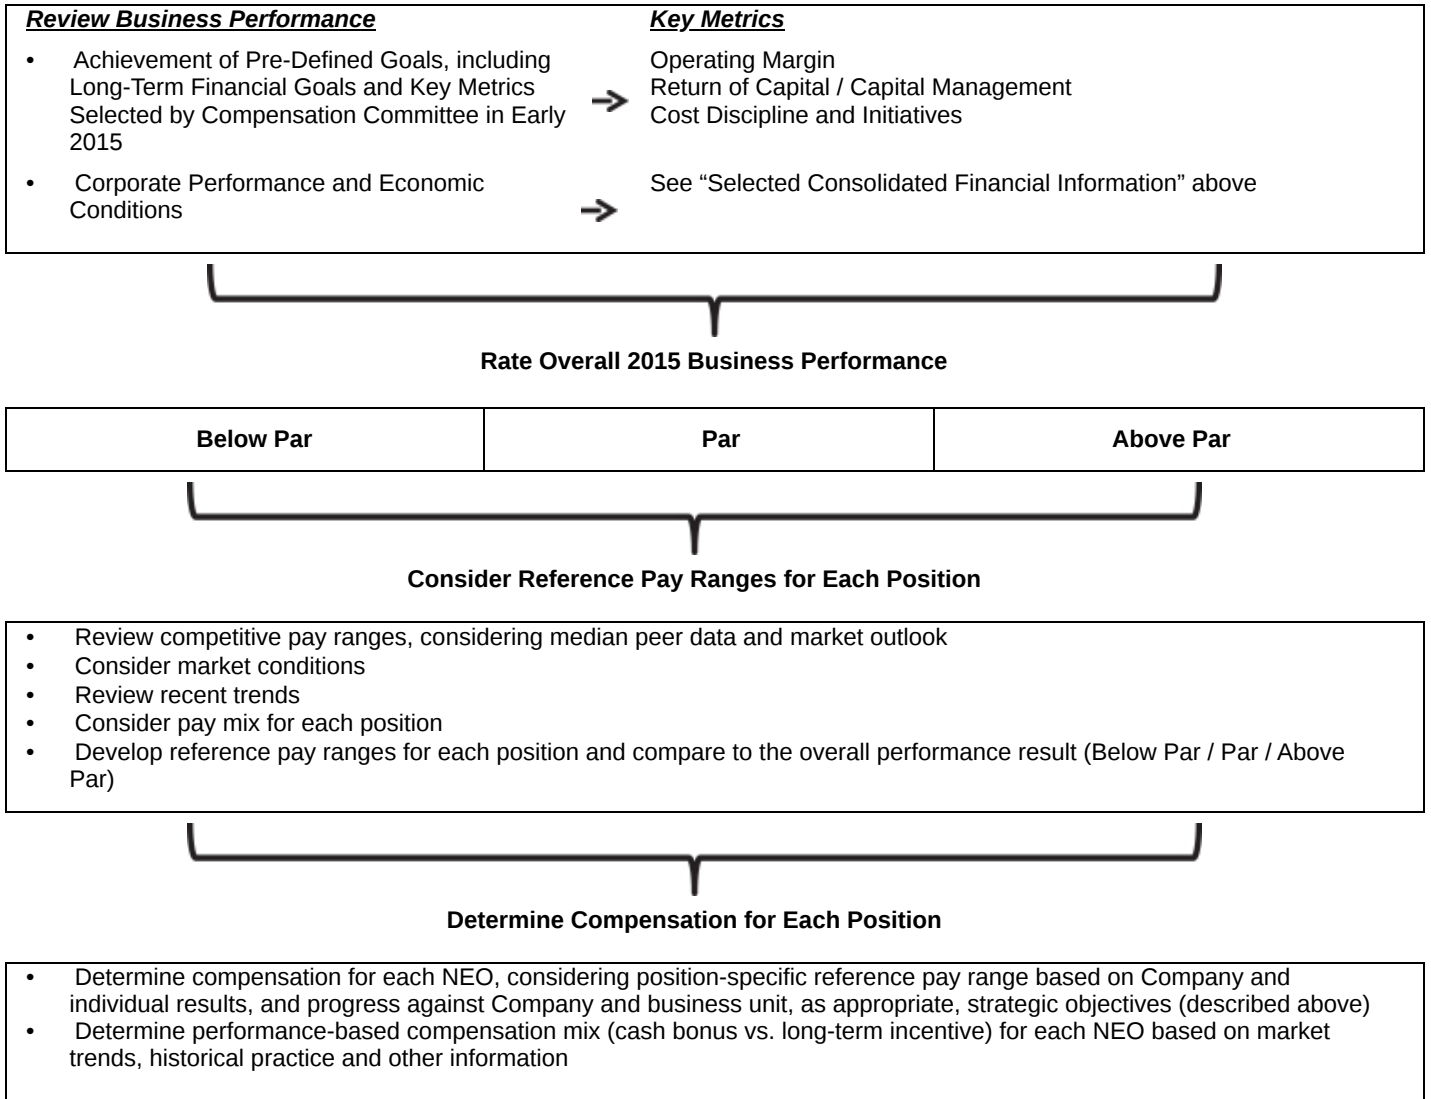 Review Business Performance
Key Metrics
• Achievement of Pre-Defined Goals, including
Long-Term Financial Goals and Key Metrics
Selected by Compensation Committee in Early
2015
Operating Margin
Return of Capital / Capital Management
Cost Discipline and Initiatives
• Corporate Performance and Economic
Conditions
See “Selected Consolidated Financial Information” above
Rate Overall 2015 Business Performance
Below Par
Par
Above Par
Consider Reference Pay Ranges for Each Position
• Review competitive pay ranges, considering median peer data and market outlook
• Consider market conditions
• Review recent trends
• Consider pay mix for each position
• Develop reference pay ranges for each position and compare to the overall performance result (Below Par / Par / Above
Par)
Determine Compensation for Each Position
• Determine compensation for each NEO, considering position-specific reference pay range based on Company and
individual results, and progress against Company and business unit, as appropriate, strategic objectives (described above)
• Determine performance-based compensation mix (cash bonus vs. long-term incentive) for each NEO based on market
trends, historical practice and other information